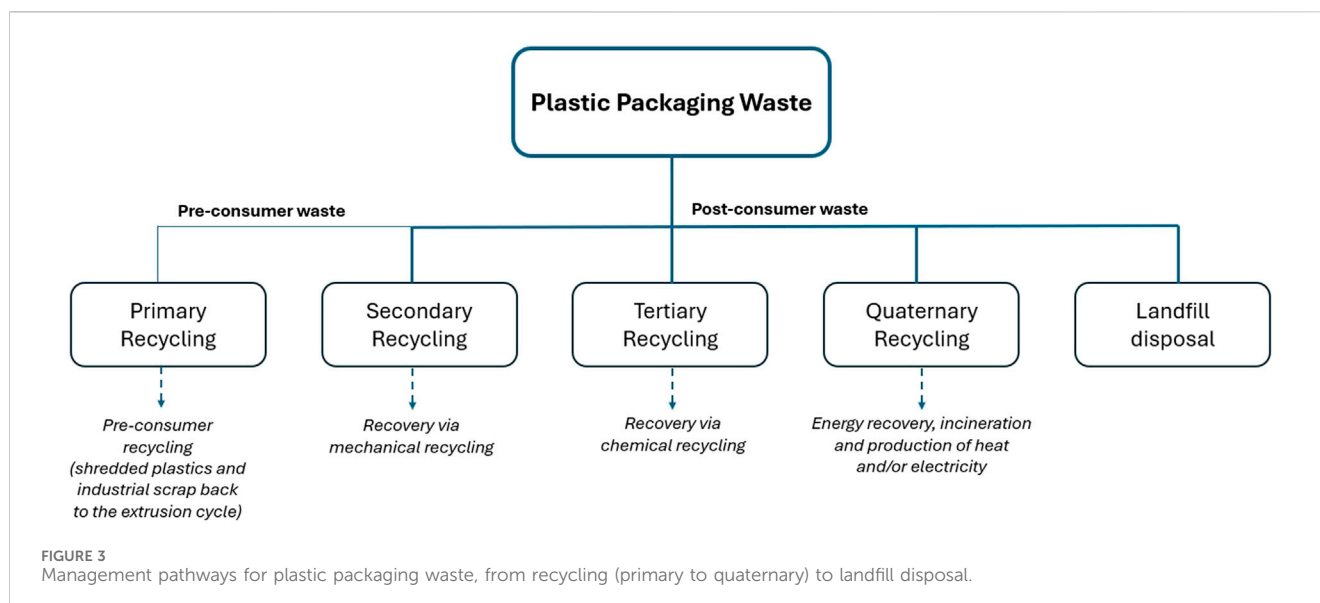 Plastic Packaging Waste
Pre-consumer waste
Post-consumer waste
Primary
Recycling
Secondary
Recycling
Tertiary
Recycling
Quaternary
Recycling
Landfill
disposal
Pre-consumer
recycling
(shredded plastics and
industrial scrap back
to the extrusion cycle)
Recovery via
mechanical recycling
Recovery via
chemical recycling
Energy recovery, incineration
and production of heat
and/or electricity
FIGURE 3
Management pathways for plastic packaging waste, from recycling (primary to quaternary) to landfill disposal.